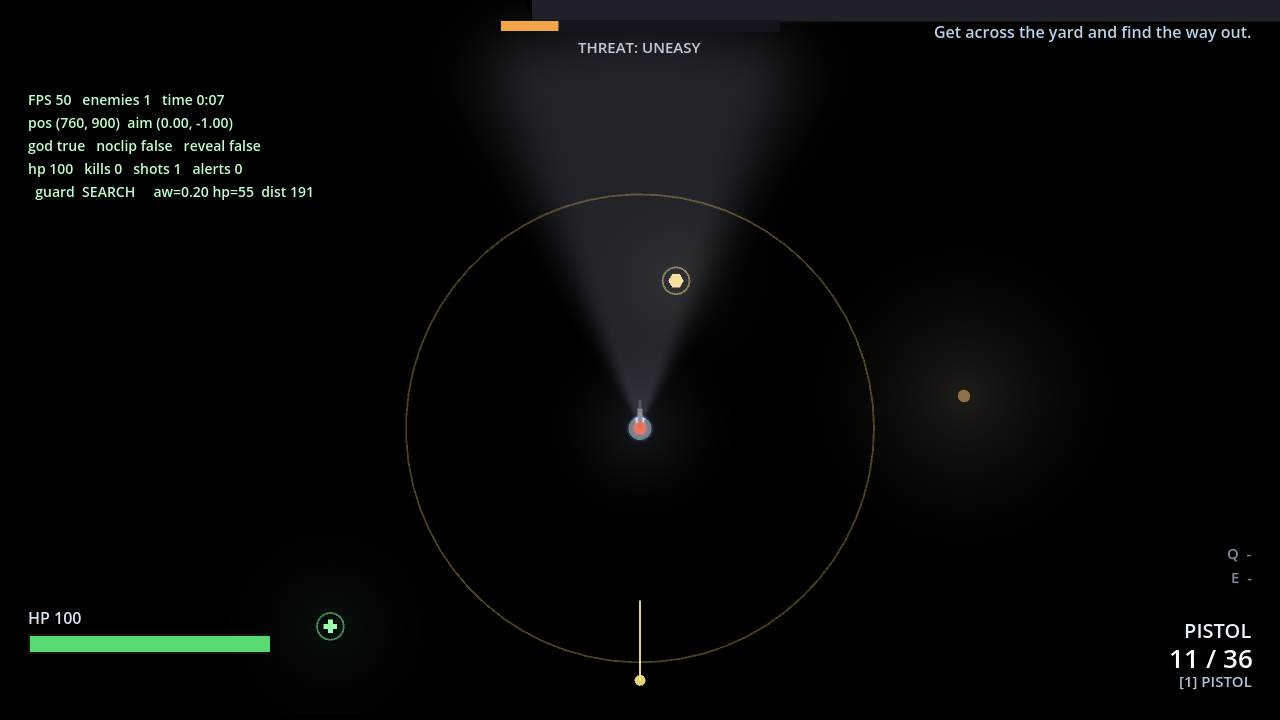 Get across the yard and find the way out.
THREAT: UNEASY
FPS 50 enemies 1 time 0:07
pos (760, 900) aim (0.00, -1.00)
god true noclip false reveal false
hp 100 kills 0 shots 1 alerts 0
guard SEARCH aw=0.20 hp=55 dist 191
Q -
E -
HP 100
PISTOL
11 / 36
[1] PISTOL